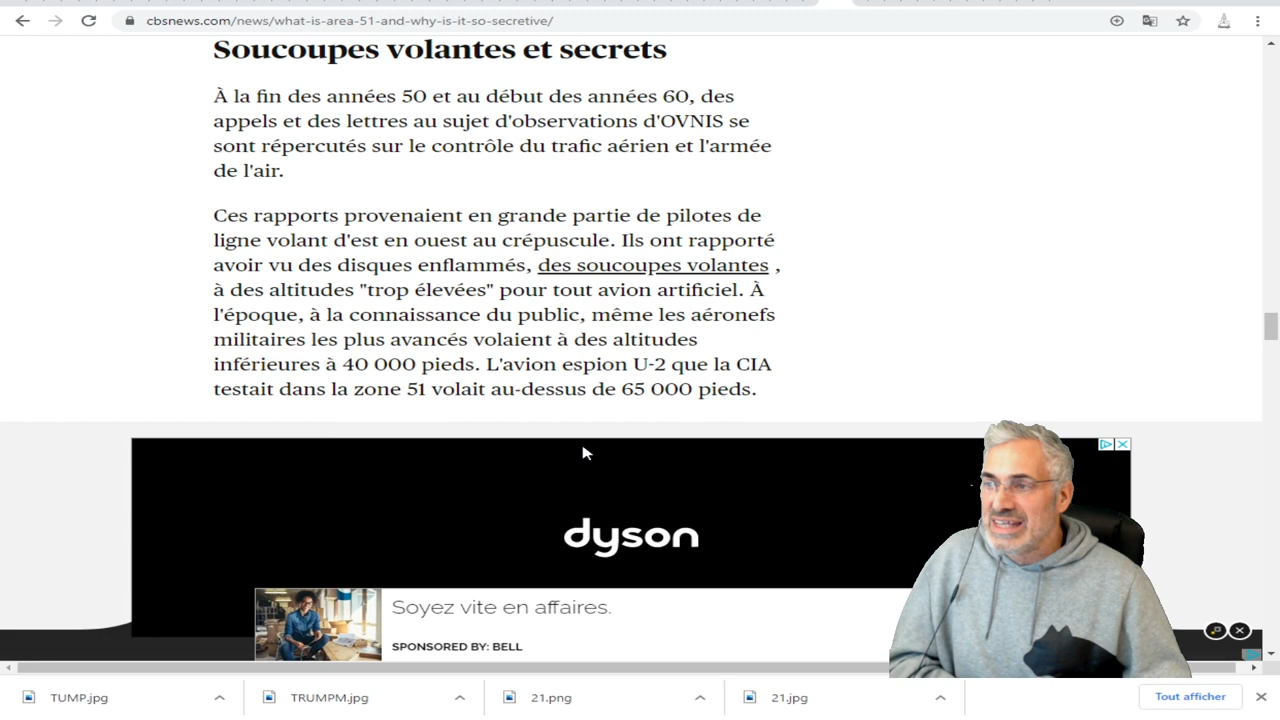 cbsnews.com/news/what-is-area-51-and-why-is-it-so-secretive/
Soucoupes volantes et secrets
À la fin des années 50 et au début des années 60, des
appels et des lettres au sujet d'observations d'OVNIS se
sont répercutés sur le contrôle du trafic aérien et l'armée
de l'air.
Ces rapports provenaient en grande partie de pilotes de
ligne volant d'est en ouest au crépuscule. Ils ont rapporté
avoir vu des disques enflammés, des soucoupes volantes ,
à des altitudes "trop élevées" pour tout avion artificiel. À
l'époque, à la connaissance du public, même les aéronefs
militaires les plus avancés volaient à des altitudes
inférieures à 40 000 pieds. L'avion espion U-2 que la CIA
testait dans la zone 51 volait au-dessus de 65 000 pieds.
dyson
Soyez vite en affaires.
SPONSORED BY: BELL
TUMP.jpg
TRUMPM.jpg
21.png
21.jpg
Tout afficher